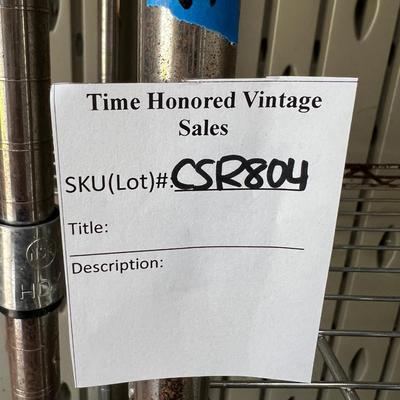 Time Honored Vintage
Sales
SKU(Lot)#: CSR804
Title:
Description: